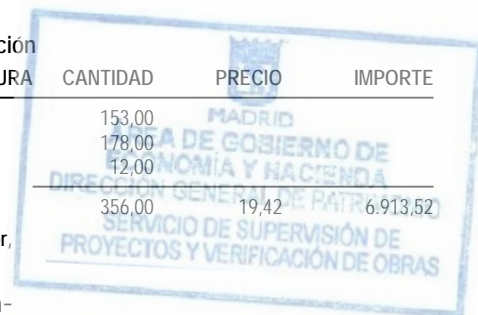 ción
URA CANTIDAD PRECIO IMPORTE
153,00
178,00
12,00
356,00 19,42 6.913,52
r,
MADRID
ÁREA DE GOBIERNO DE
ECONOMÍA Y HACIENDA
DIRECCIÓN GENERAL DE PATRIMONIO
SERVICIO DE SUPERVISIÓN DE
PROYECTOS Y VERIFICACIÓN DE OBRAS